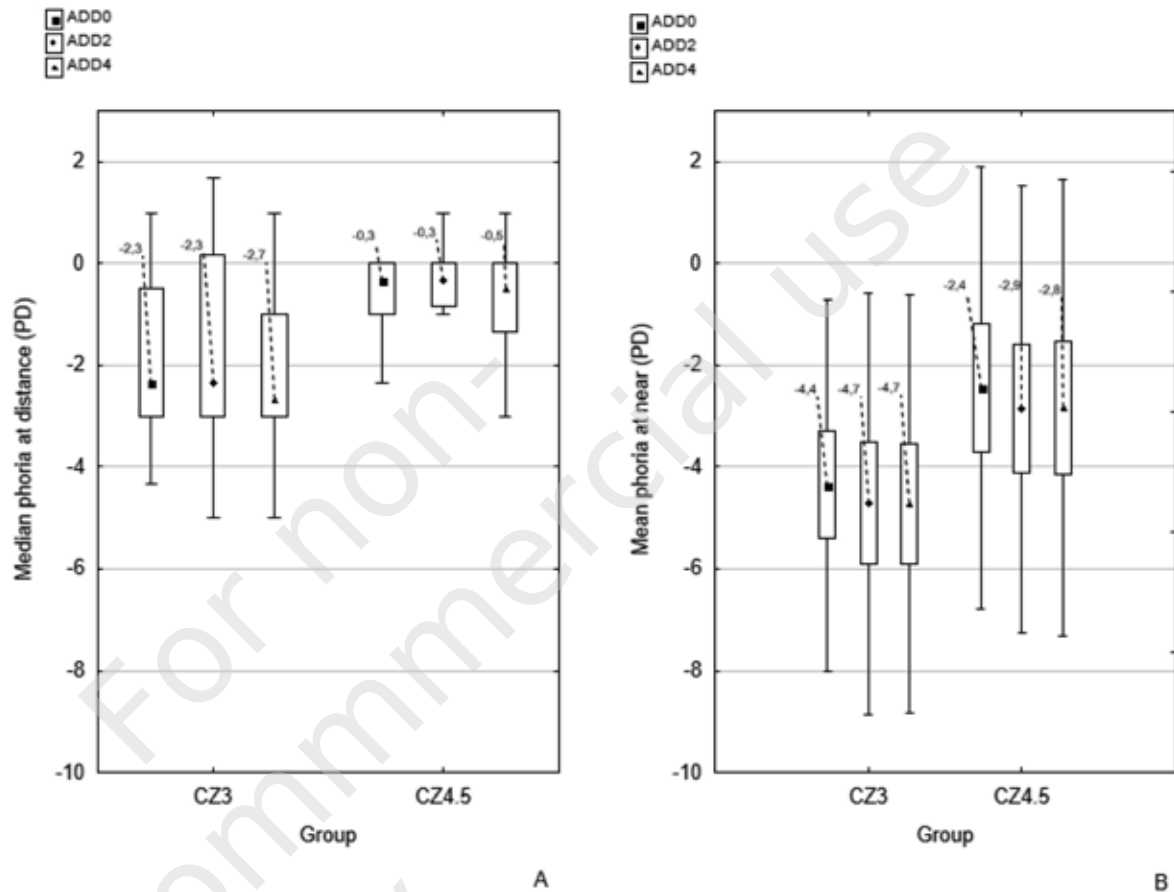 ADD0
ADD2
ADD4
Median phoria at distance (PD)
2
0
-2
-4
-6
-8
-10
-2,3
-2,3
-2,7
-0,3
-0,3
-0,5
CZ3 CZ4.5
Group
A
ADD0
ADD2
ADD4
Mean phoria at near (PD)
2
0
-2
-4
-6
-8
-10
-4,4
-4,7
-4,7
-2,4
-2,9
-2,8
CZ3 CZ4.5
Group
B
For non-
ommmercial use